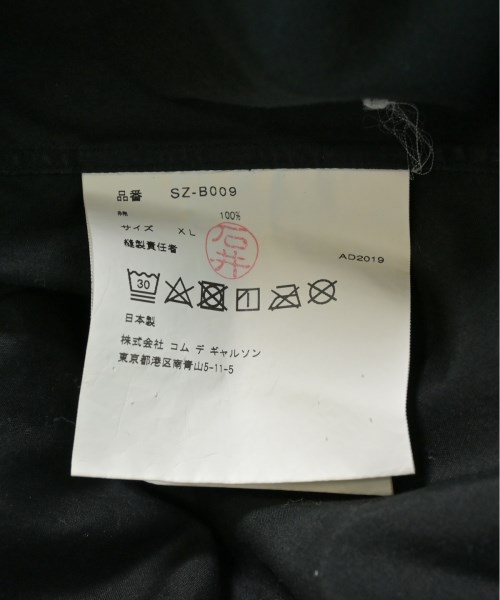 品番 SZ-B009
100%
サイズ XL
縫製責任者
石井
AD2019
30
日本製
株式会社 コム デ ギャルソン
東京都港区南青山5-11-5